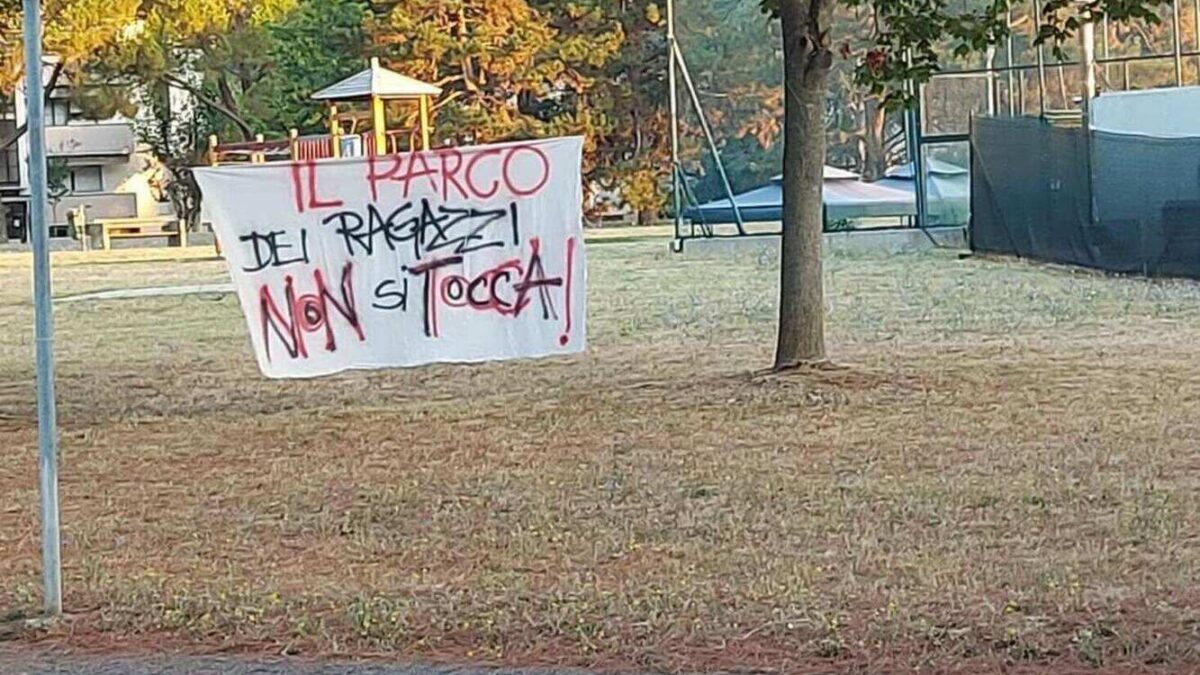 IL PARCO
DEI RAGAZZI
NON SI TOCCA!